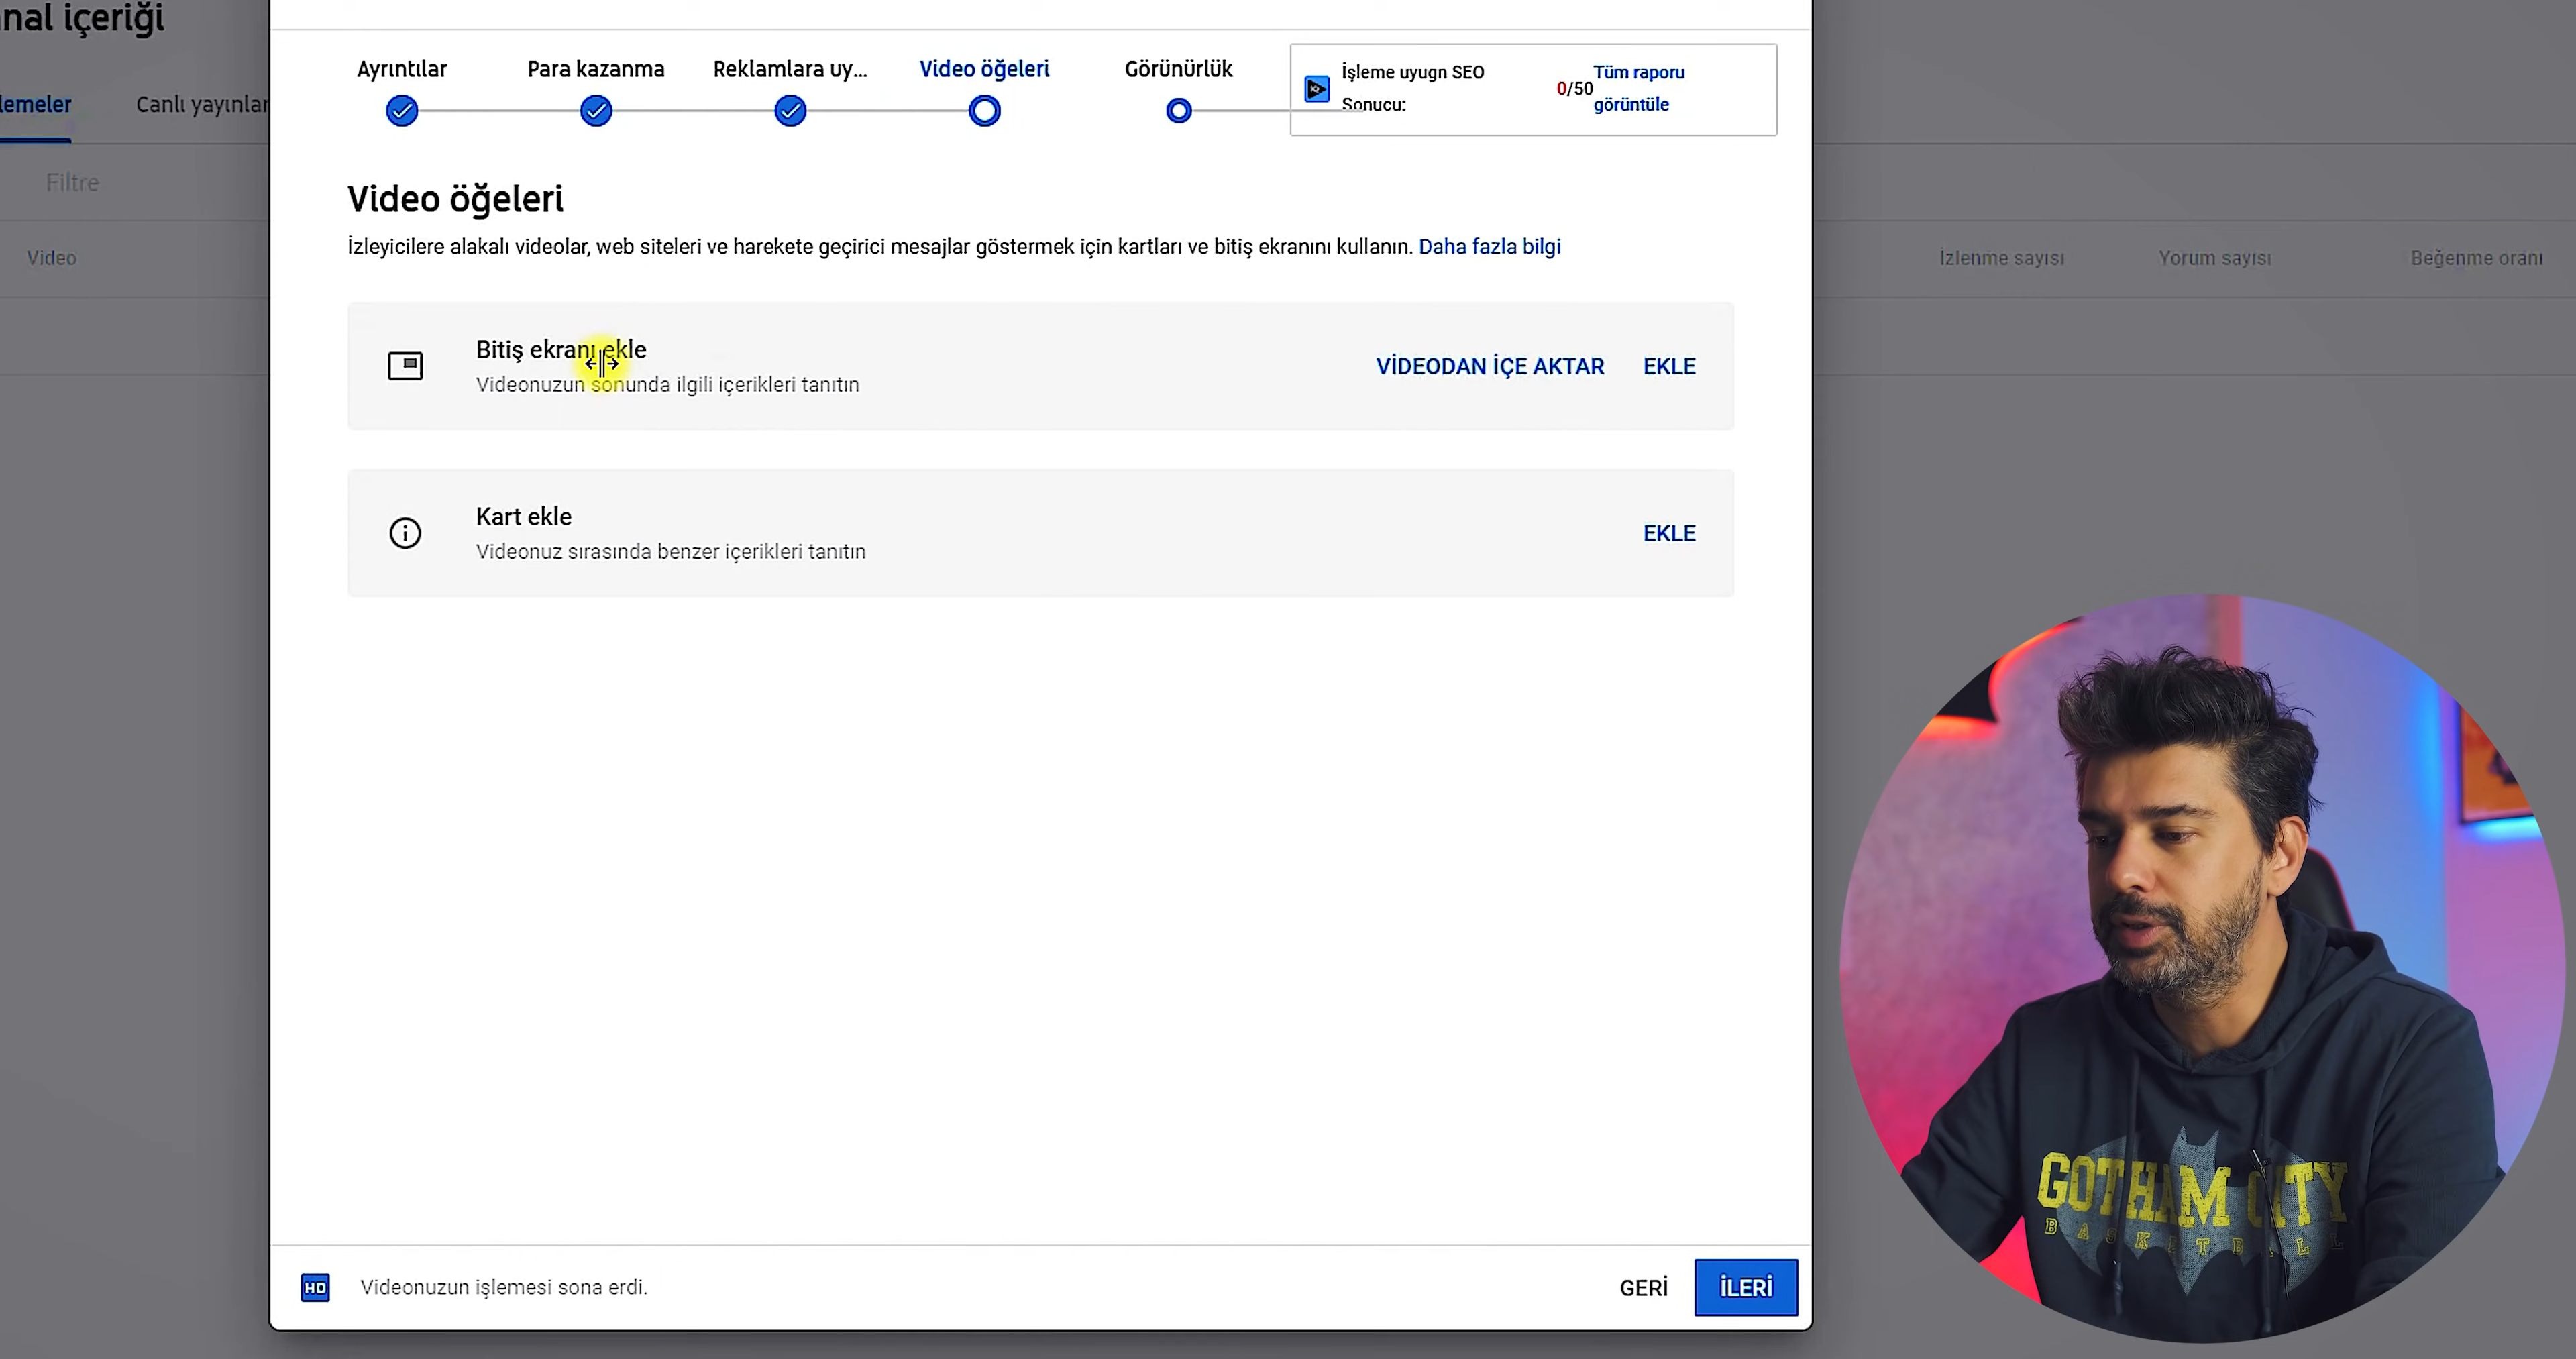 nal içeriği
lemeler
Canlı yayınlar
Filtre
Video
İzlenme sayısı
Yorum sayısı
Beğenme oranı
Ayrıntılar
Para kazanma
Reklamlara uy...
Video öğeleri
Görünürlük
İşleme uyugn SEO
Sonucu:
0/50
Tüm raporu
görüntüle
Video öğeleri
İzleyicilere alakalı videolar, web siteleri ve harekete geçirici mesajlar göstermek için kartları ve bitiş ekranını kullanın. Daha fazla bilgi
Bitiş ekranı ekle
Videonuzun sonunda ilgili içerikleri tanıtın
VİDEODAN İÇE AKTAR
EKLE
Kart ekle
Videonuz sırasında benzer içerikleri tanıtın
EKLE
HD
Videonuzun işlemesi sona erdi.
GERİ
İLERİ
GOTHAM CITY
BASKETBALL